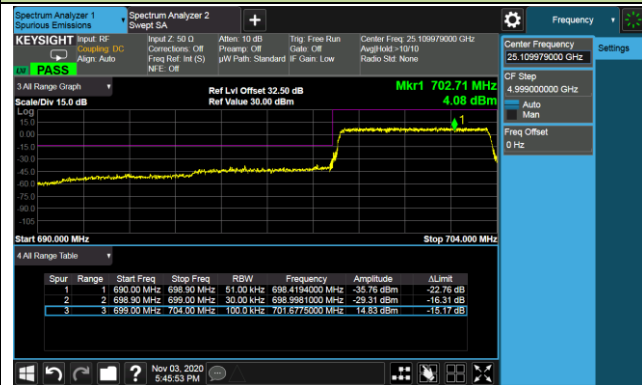 Spectrum Analyzer 1
Spurious Emissions
Spectrum Analyzer 2
Swept SA
+
Frequency
KEYSIGHT
Input: RF
Coupling: DC
Align: Auto
Input Z: 50 Ω
Corrections: Off
Freq Ref: Int (S)
NFE: Off
Atten: 10 dB
Preamp: Off
µW Path: Standard
Trig: Free Run
Gate: Off
IF Gain: Low
Center Freq: 25.109979000 GHz
Avg|Hold:>10/10
Radio Std: None
LM PASS
Center Frequency
25.109979000 GHz
Settings
CF Step
4.999000000 GHz
Auto
Man
Freq Offset
0 Hz
3 All Range Graph
Scale/Div 15.0 dB
Ref Lvl Offset 32.50 dB
Ref Value 30.00 dBm
Mkr1 702.71 MHz
4.08 dBm
Log
15.0
0.00
-15.0
-30.0
-45.0
-60.0
-75.0
-90.0
-105
1
Start 690.000 MHz
Stop 704.000 MHz
4 All Range Table
Spur Range Start Freq Stop Freq RBW Frequency Amplitude ΔLimit
1 1 690.00 MHz 698.90 MHz 51.00 kHz 698.4194000 MHz -35.76 dBm -22.76 dB
2 2 698.90 MHz 699.00 MHz 30.00 kHz 698.9981000 MHz -29.31 dBm -16.31 dB
3 3 699.00 MHz 704.00 MHz 100.0 kHz 701.6775000 MHz 14.83 dBm -15.17 dB
?
Nov 03, 2020
5:45:53 PM